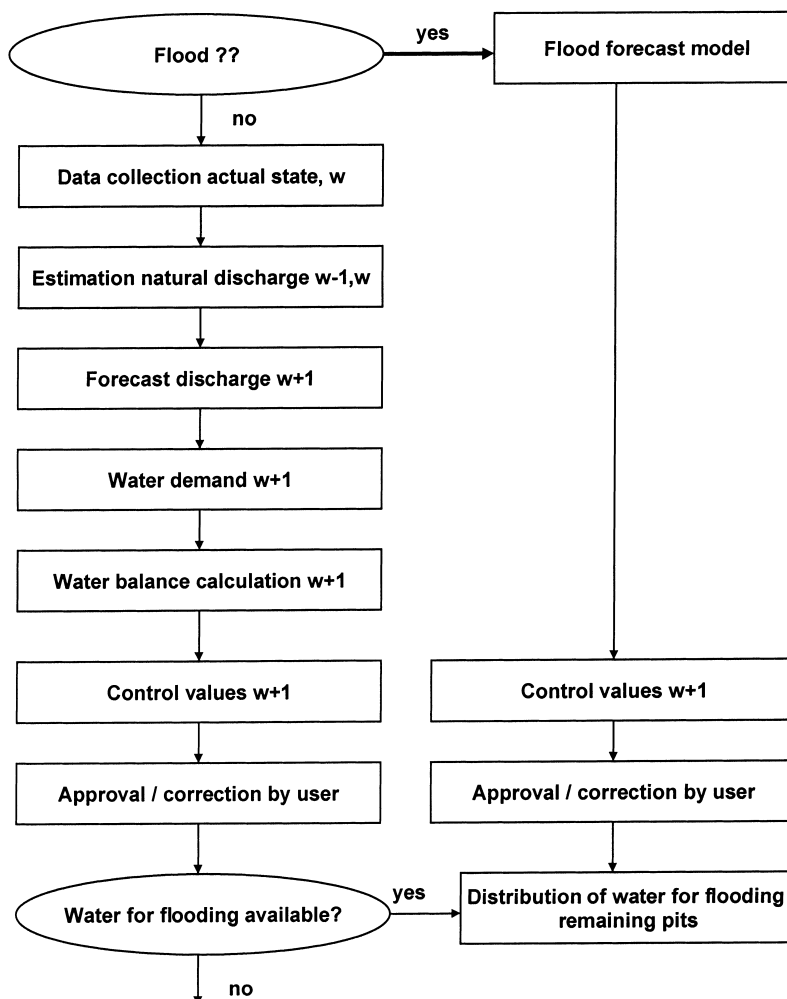 Flood ??
yes
Flood forecast model
no
Data collection actual state, w
Estimation natural discharge w-1,w
Forecast discharge w+1
Water demand w+1
Water balance calculation w+1
Control values w+1
Control values w+1
Approval / correction by user
Approval / correction by user
Water for flooding available?
yes
Distribution of water for flooding
remaining pits
no